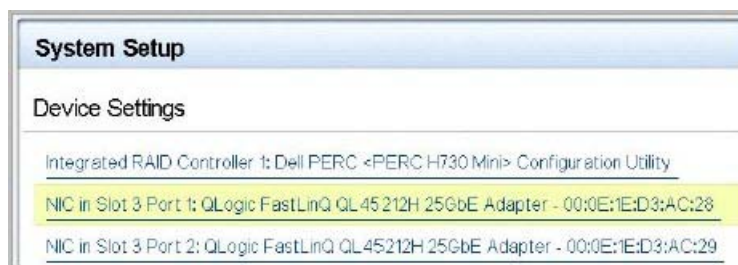 System Setup
Device Settings
Integrated RAID Controller 1: Dell PERC <PERC H730 Mini> Configuration Utility
NIC in Slot 3 Port 1: QLogic FastLinQ QL45212H 25GbE Adapter - 00:0E:1E:D3:AC:28
NIC in Slot 3 Port 2: QLogic FastLinQ QL45212H 25GbE Adapter - 00:0E:1E:D3:AC:29